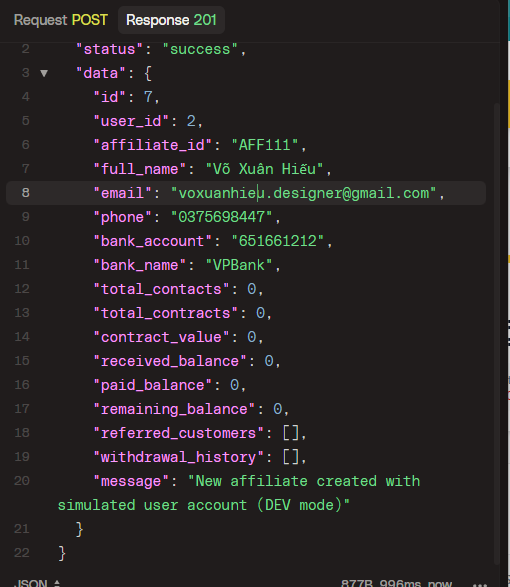 Request POST Response 201
2 "status": "success",
3 "data": {
4 "id": 7,
5 "user_id": 2,
6 "affiliate_id": "AFF111",
7 "full_name": "Võ Xuân Hiếu",
8 "email": "voxuanhieu.designer@gmail.com",
9 "phone": "0375698447",
10 "bank_account": "651661212",
11 "bank_name": "VPBank",
12 "total_contacts": 0,
13 "total_contracts": 0,
14 "contract_value": 0,
15 "received_balance": 0,
16 "paid_balance": 0,
17 "remaining_balance": 0,
18 "referred_customers": [],
19 "withdrawal_history": [],
20 "message": "New affiliate created with
simulated user account (DEV mode)"
21 }
22 }
JSON 877B 996ms now